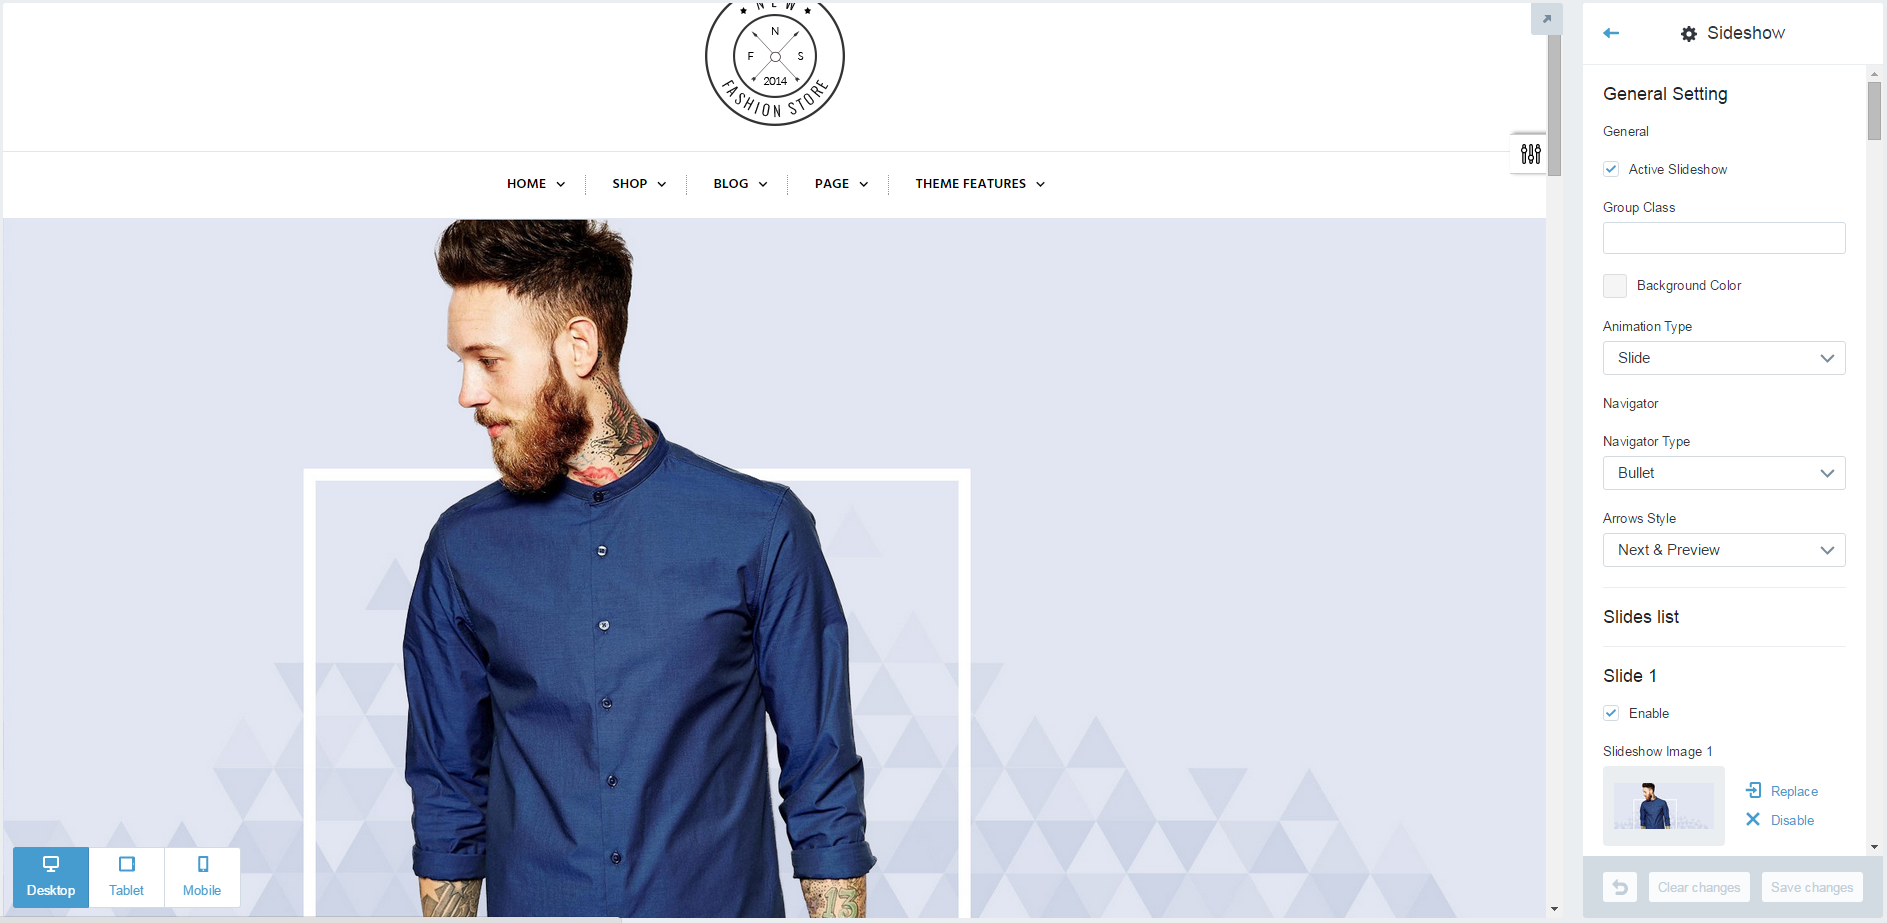 NEW
N
F S
2014
FASHION STORE
HOME
SHOP
BLOG
PAGE
THEME FEATURES
13
Desktop
Tablet
Mobile
Sideshow
General Setting
General
Active Slideshow
Group Class
Background Color
Animation Type
Slide
Navigator
Navigator Type
Bullet
Arrows Style
Next & Preview
Slides list
Slide 1
Enable
Slideshow Image 1
Replace
Disable
Clear changes
Save changes